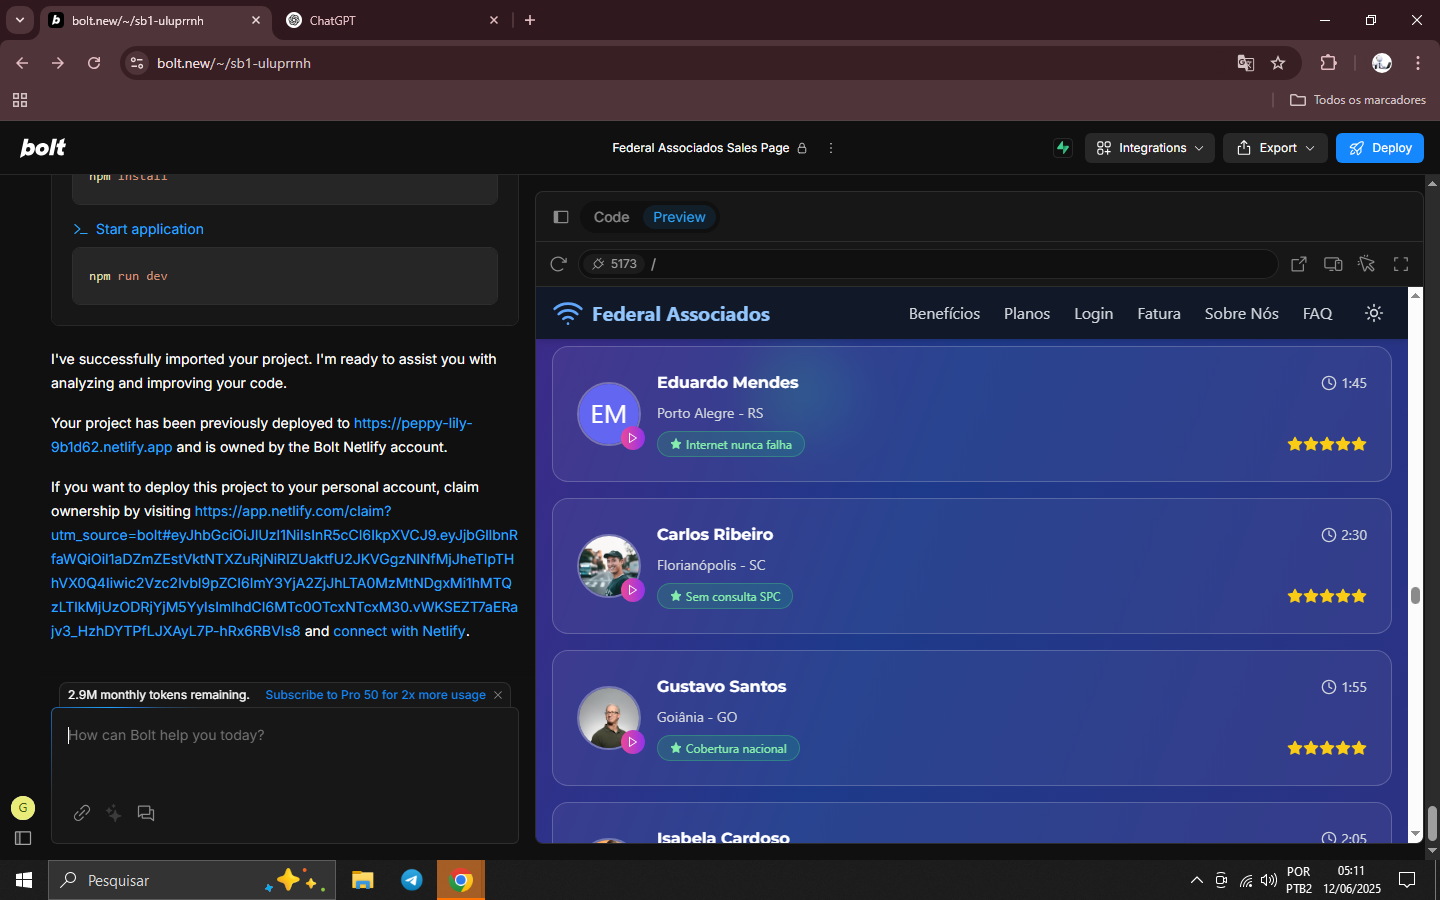 bolt.new/~/sb1-uluprrnh
ChatGPT
bolt.new/~/sb1-uluprrnh
Todos os marcadores
bolt
Federal Associados Sales Page
Integrations
Export
Deploy
npm install
Start application
npm run dev
I've successfully imported your project. I'm ready to assist you with
analyzing and improving your code.
Your project has been previously deployed to https://peppy-lily-
9b1d62.netlify.app and is owned by the Bolt Netlify account.
If you want to deploy this project to your personal account, claim
ownership by visiting https://app.netlify.com/claim?
utm_source=bolt#eyJhbGciOiJIUzI1NiIsInR5cCI6IkpXVCJ9.eyJjbGllbnR
faWQiOiI1aDZmZEstVktNTXZuRjNiRlZUaktfU2JKVGgzNlNfMjJheTlpTH
hVX0Q4Iiwic2Vzc2lvbl9pZCI6ImY3YjA2ZjJhLTA0MzMtNDgxMi1hMTQ
zLTlkMjUzODRjYjM5YyIsImlhdCI6MTc0OTcxNTcxM30.vWKSEZT7aERa
jv3_HzhDYTPfLJXAyL7P-hRx6RBVIs8 and connect with Netlify.
2.9M monthly tokens remaining. Subscribe to Pro 50 for 2x more usage
How can Bolt help you today?
G
Code
Preview
5173
/
Federal Associados
Benefícios
Planos
Login
Fatura
Sobre Nós
FAQ
EM
Eduardo Mendes
1:45
Porto Alegre - RS
Internet nunca falha
Carlos Ribeiro
2:30
Florianópolis - SC
Sem consulta SPC
Gustavo Santos
1:55
Goiânia - GO
Cobertura nacional
Isabela Cardoso
2:05
Pesquisar
POR
PTB2
05:11
12/06/2025